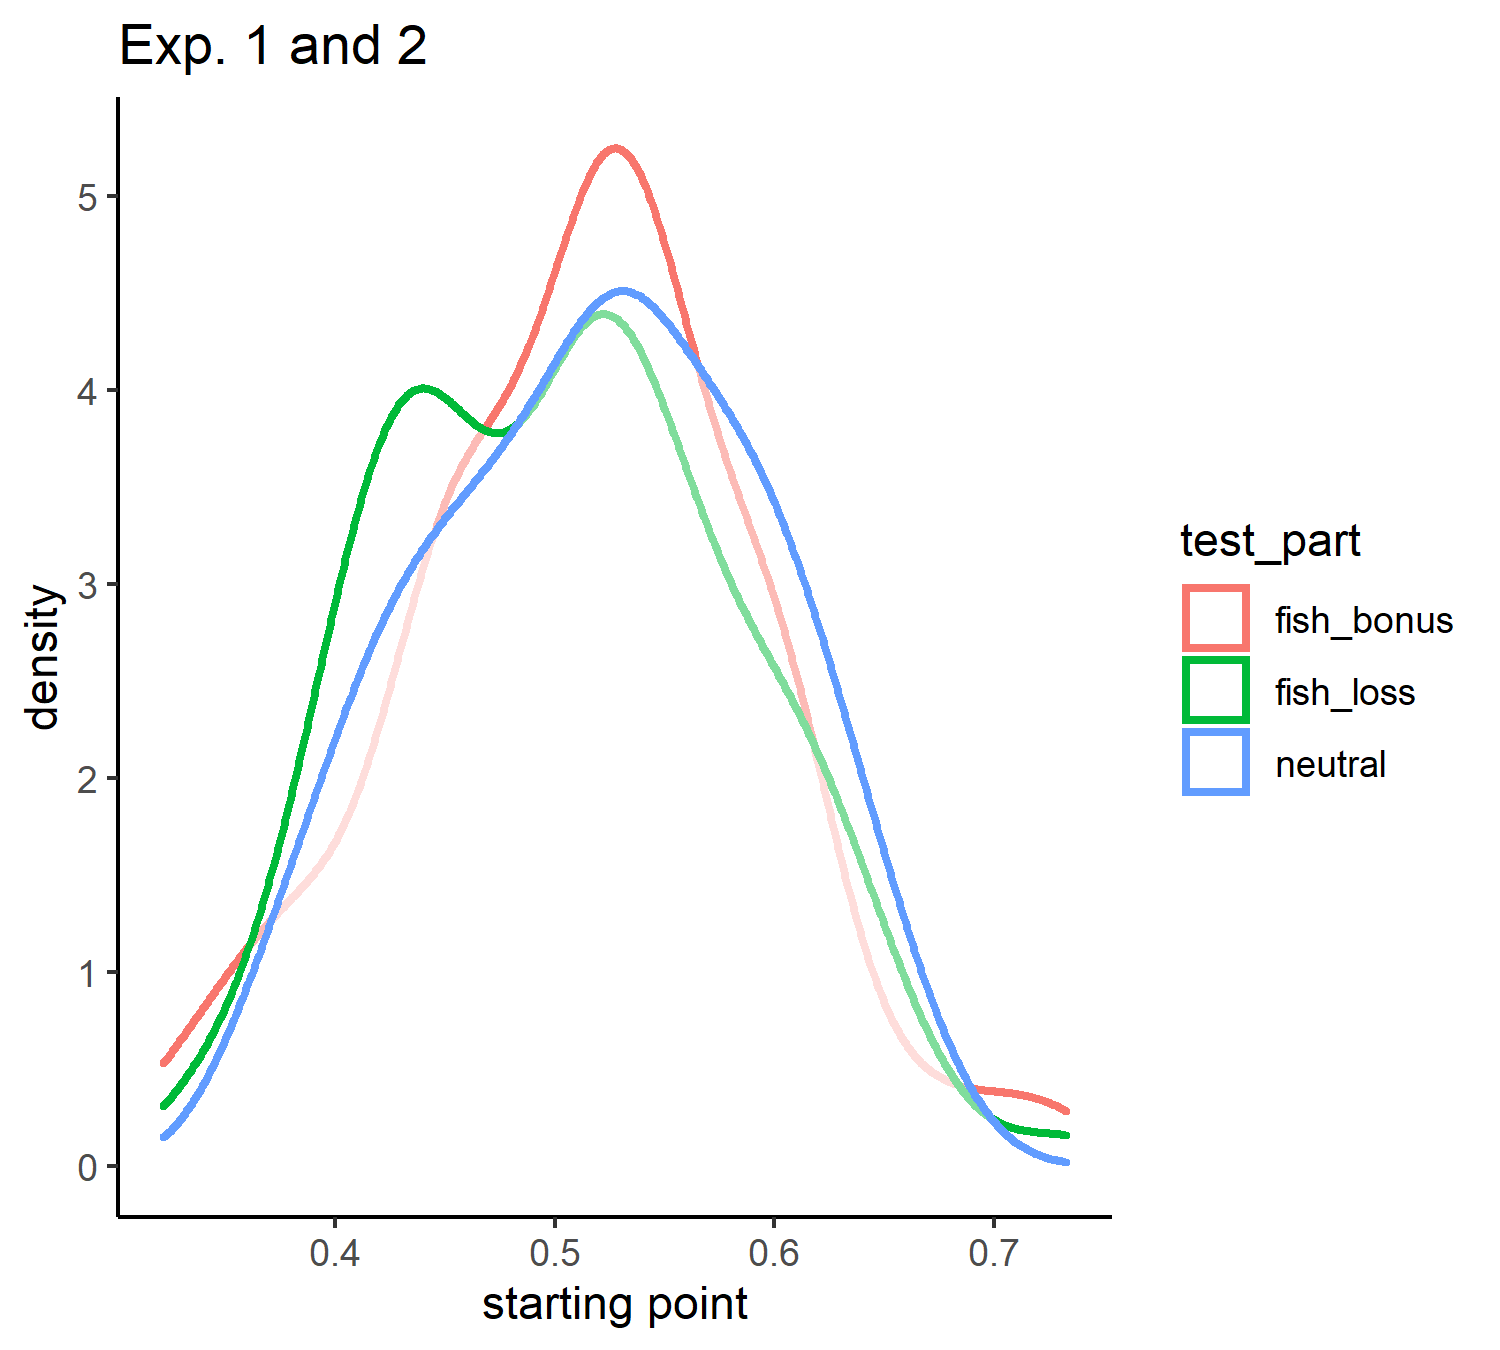 Exp. 1 and 2
density
5
4
3
2
1
0
0.4
0.5
0.6
0.7
starting point
test_part
fish_bonus
fish_loss
neutral